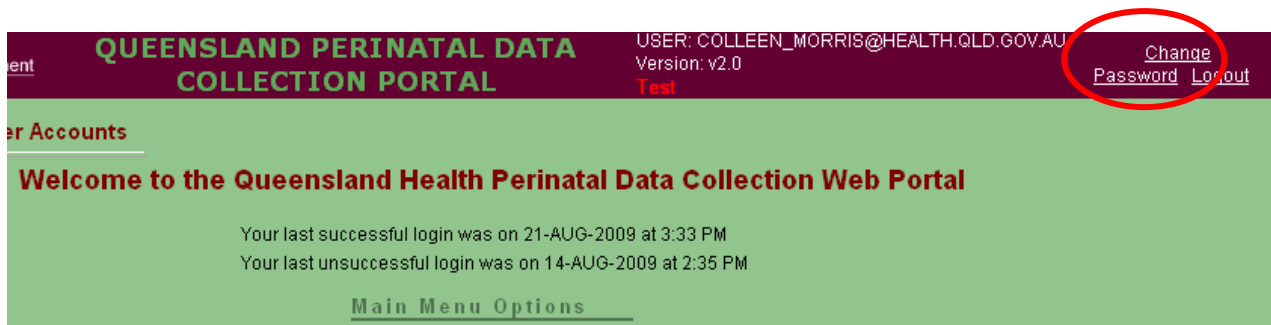 ment
QUEENSLAND PERINATAL DATA
COLLECTION PORTAL
USER: COLLEEN_MORRIS@HEALTH.QLD.GOV.AU
Version: v2.0
Test
Change
Password Logout
er Accounts
Welcome to the Queensland Health Perinatal Data Collection Web Portal
Your last successful login was on 21-AUG-2009 at 3:33 PM
Your last unsuccessful login was on 14-AUG-2009 at 2:35 PM
Main Menu Options